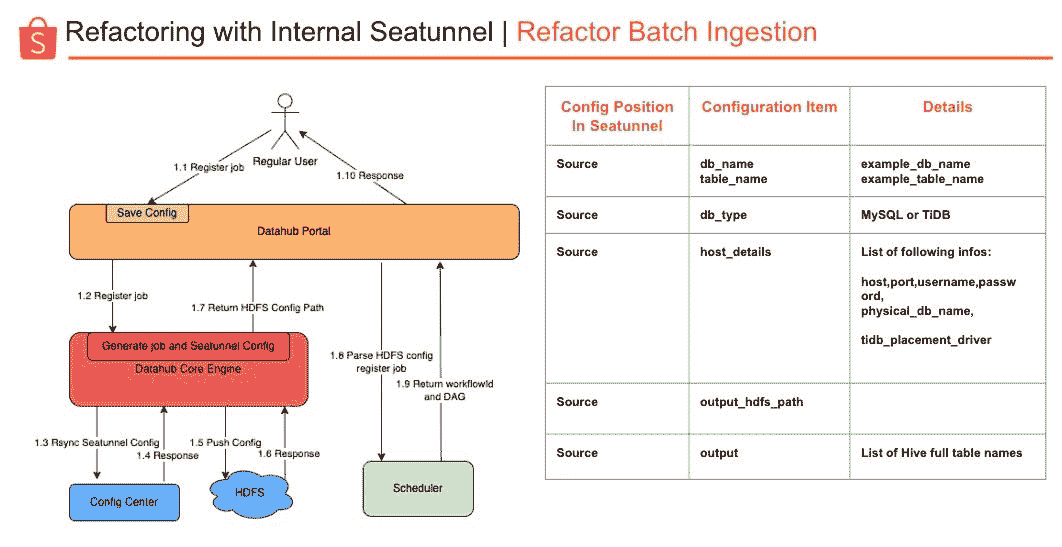 S
Refactoring with Internal Seatunnel | Refactor Batch Ingestion
Regular User
1.1 Register job
1.10 Response
Save Config
Datahub Portal
1.2 Register job
1.7 Return HDFS Config Path
Generate job and Seatunnel Config
Datahub Core Engine
1.8 Parse HDFS config
register job
1.9 Return workflowId
and DAG
1.3 Rsync Seatunnel Config
1.4 Response
1.5 Push Config
1.6 Response
Config Center
HDFS
Scheduler
Config Position
In Seatunnel
Configuration Item
Details
Source
db_name
table_name
example_db_name
example_table_name
Source
db_type
MySQL or TiDB
Source
host_details
List of following infos:
host,port,username,passw
ord,
physical_db_name,
tidb_placement_driver
Source
output_hdfs_path
Source
output
List of Hive full table names